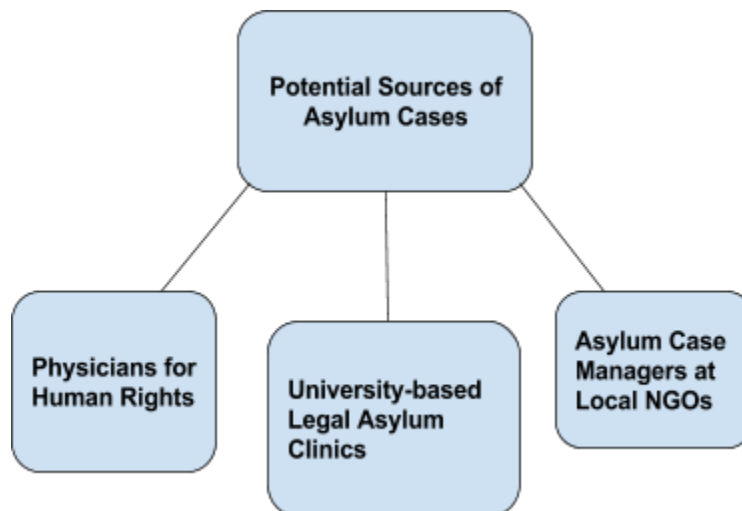 Potential Sources of
Asylum Cases
Physicians for
Human Rights
University-based
Legal Asylum
Clinics
Asylum Case
Managers at
Local NGOs